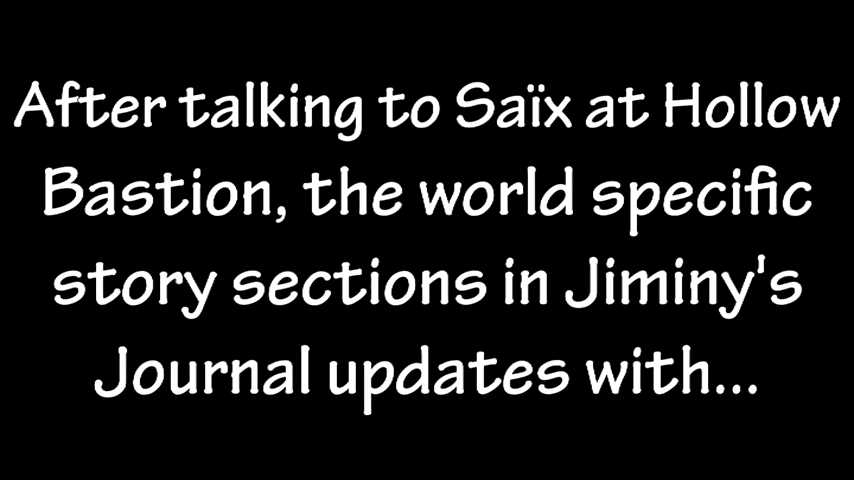 After talking to Saïx at Hollow
Bastion, the world specific
story sections in Jiminy's
Journal updates with...